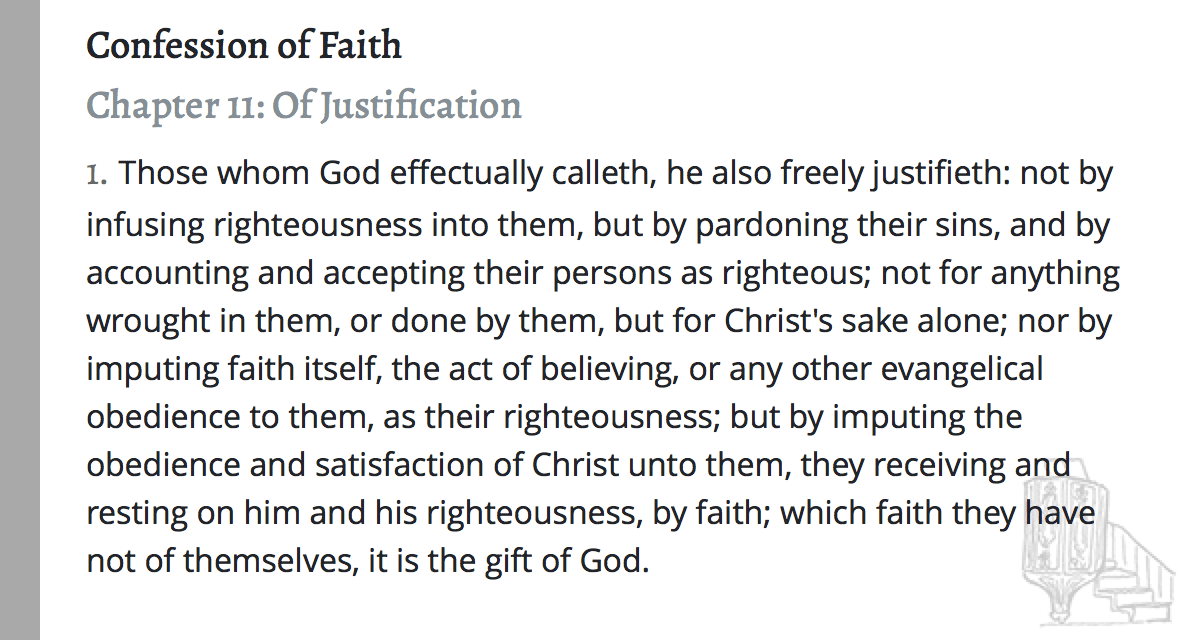 Confession of Faith
Chapter 11: Of Justification
1. Those whom God effectually calleth, he also freely justifieth: not by
infusing righteousness into them, but by pardoning their sins, and by
accounting and accepting their persons as righteous; not for anything
wrought in them, or done by them, but for Christ's sake alone; nor by
imputing faith itself, the act of believing, or any other evangelical
obedience to them, as their righteousness; but by imputing the
obedience and satisfaction of Christ unto them, they receiving and
resting on him and his righteousness, by faith; which faith they have
not of themselves, it is the gift of God.